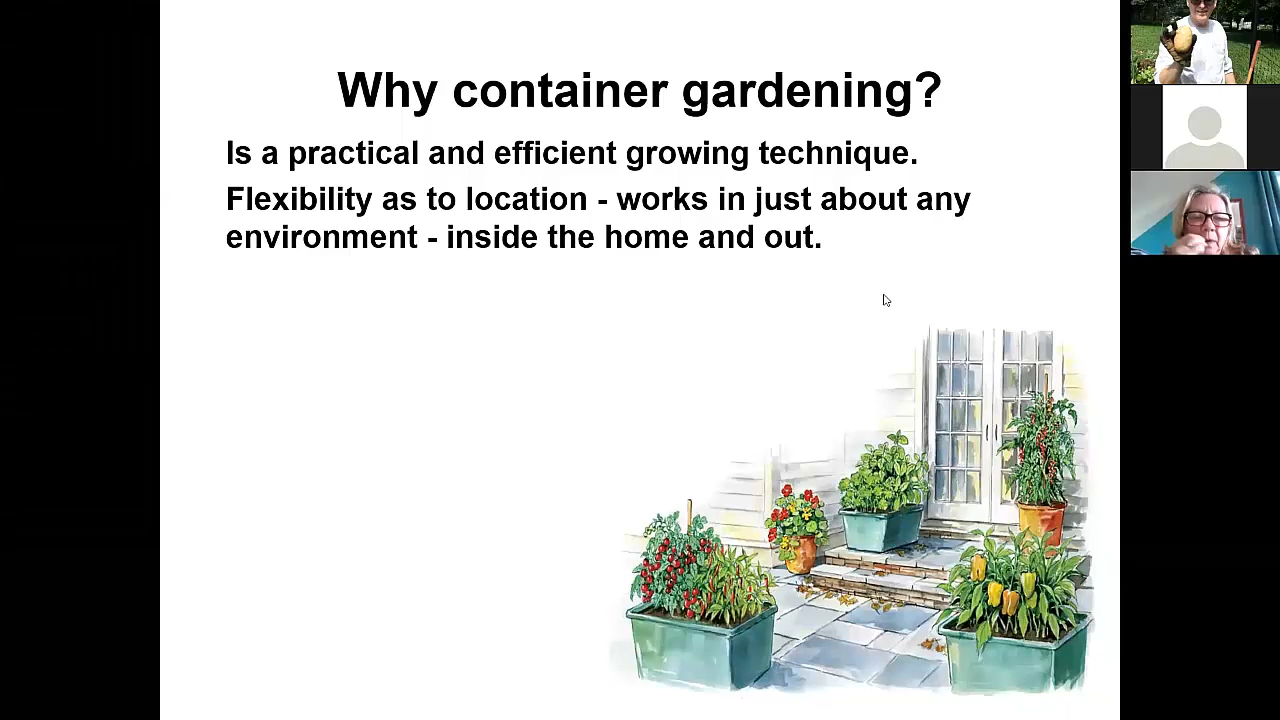 Why container gardening?
Is a practical and efficient growing technique.
Flexibility as to location - works in just about any
environment - inside the home and out.